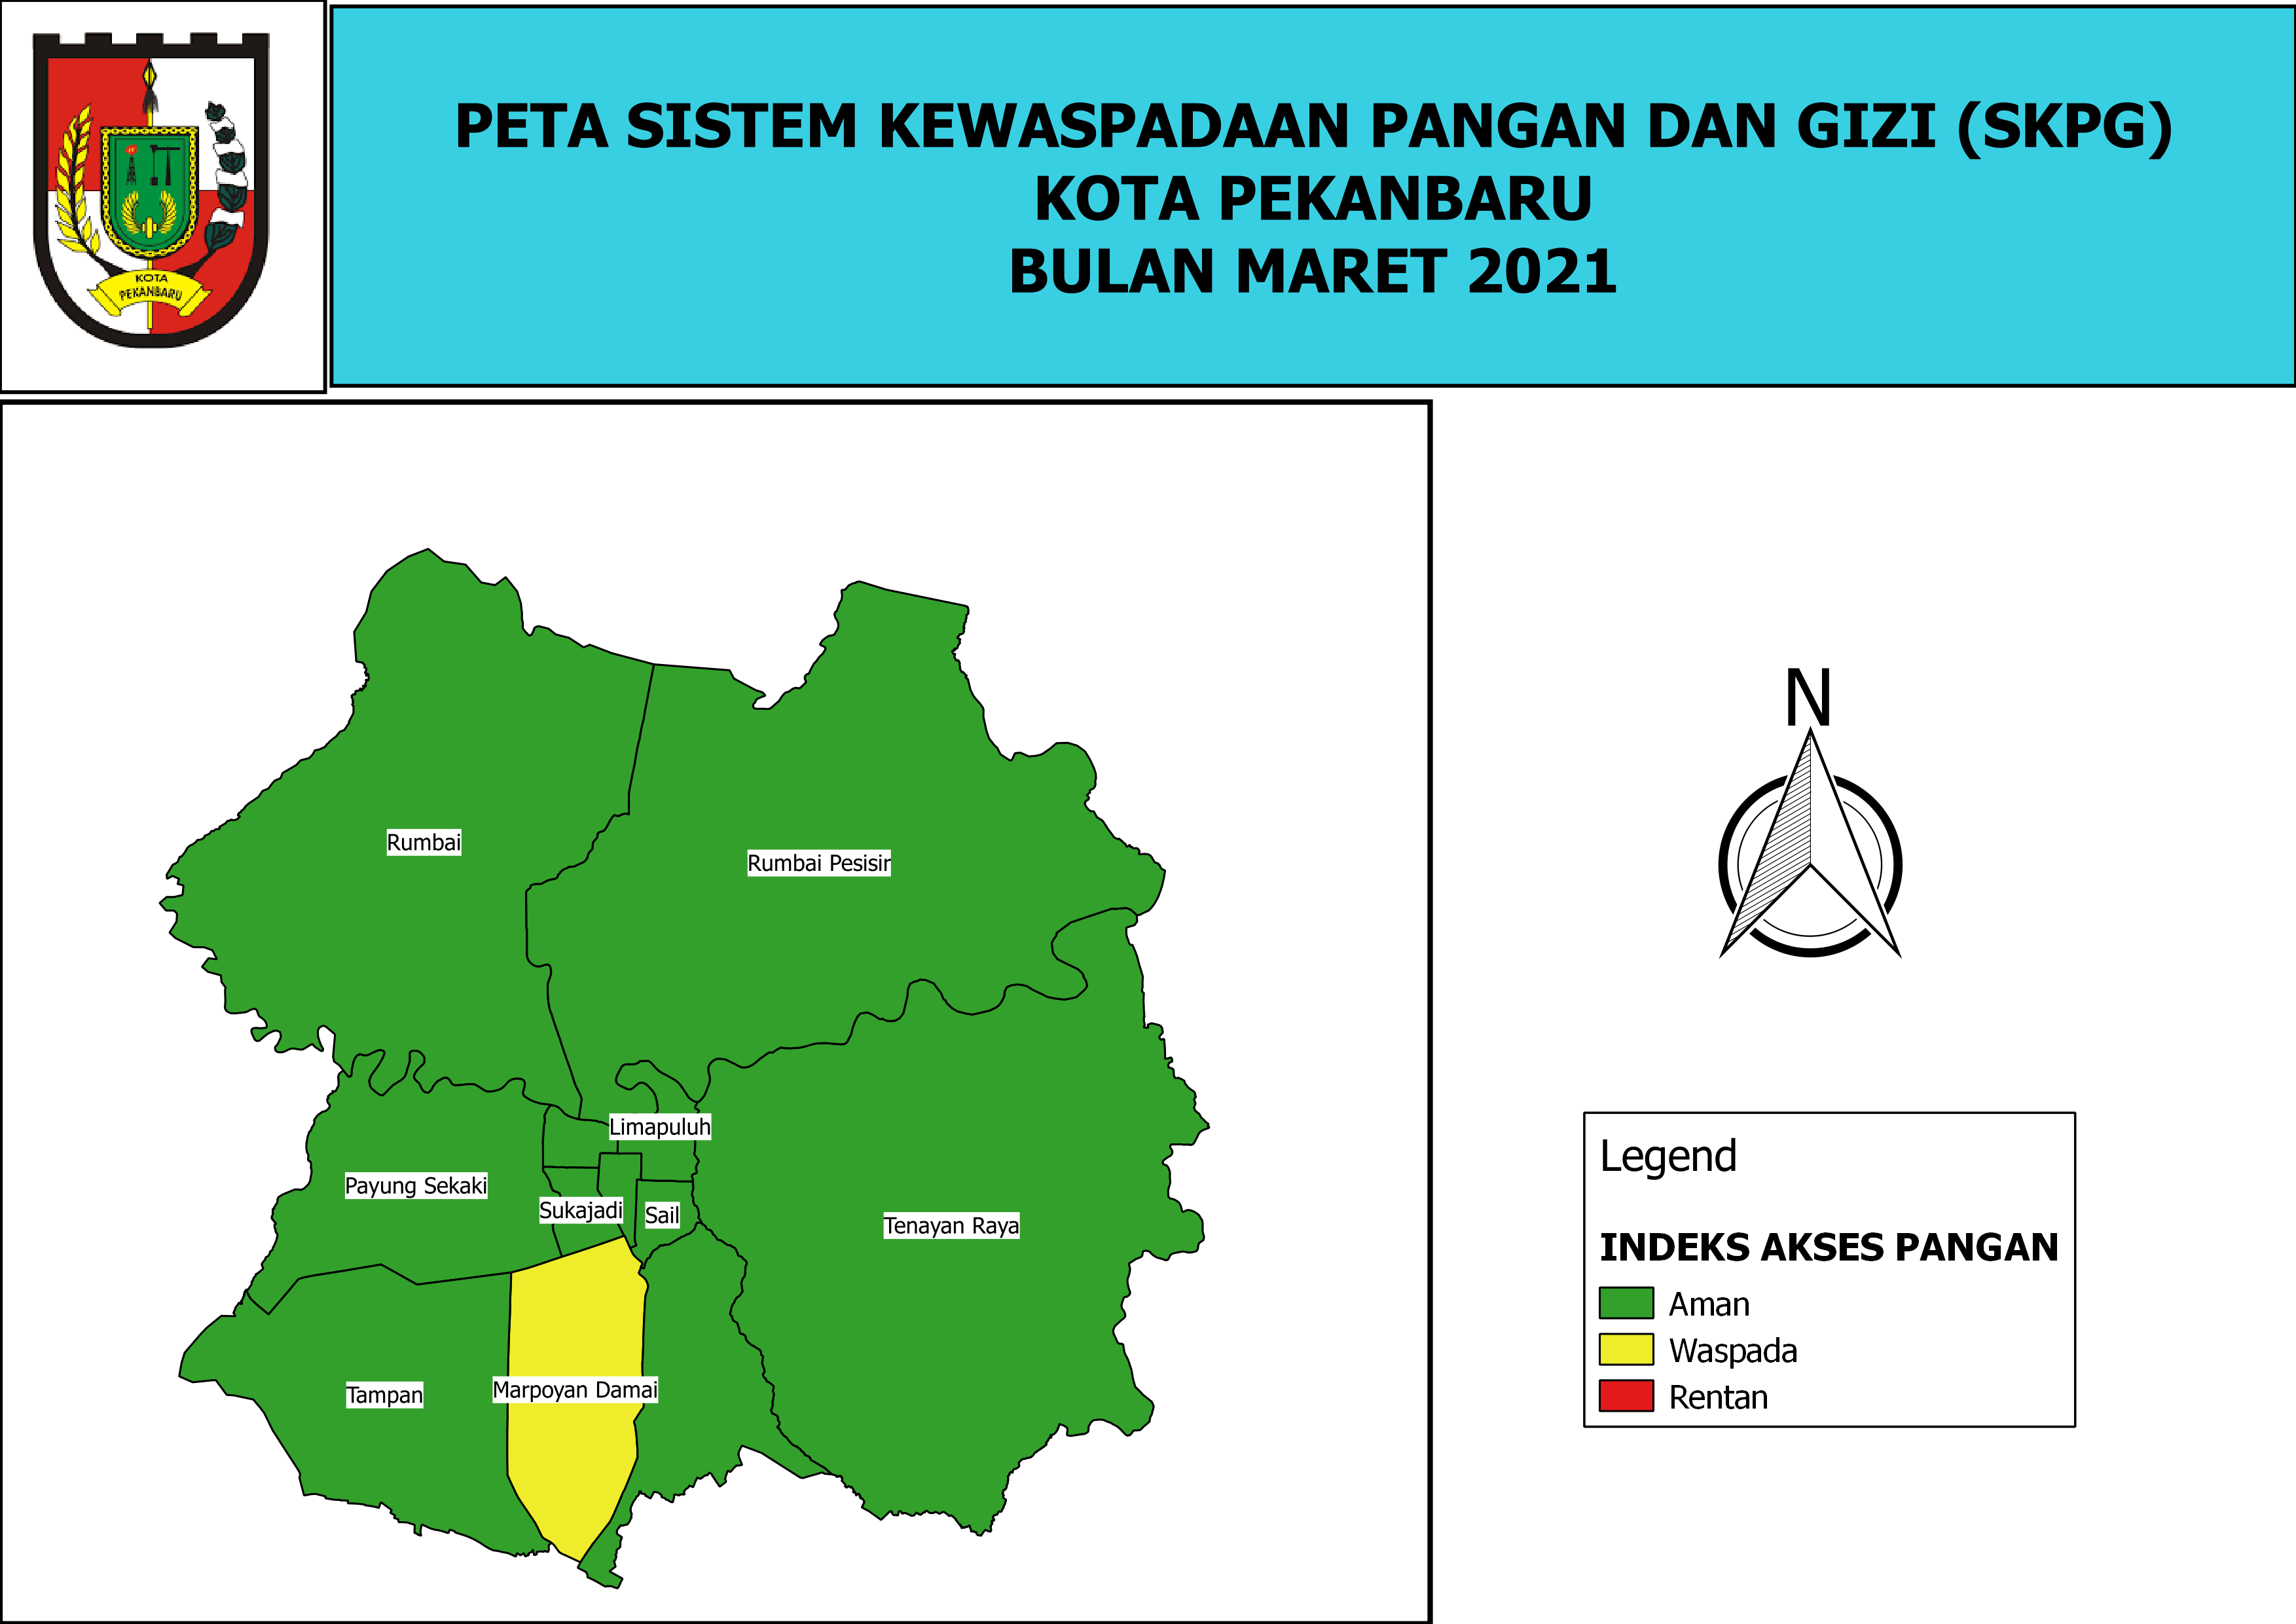 KOTA
PEKANBARU
PETA SISTEM KEWASPADAAN PANGAN DAN GIZI (SKPG)
KOTA PEKANBARU
BULAN MARET 2021
Rumbai
Rumbai Pesisir
Limapuluh
Payung Sekaki
Sukajadi
Sail
Tenayan Raya
Tampan
Marpoyan Damai
N
Legend
INDEKS AKSES PANGAN
Aman
Waspada
Rentan